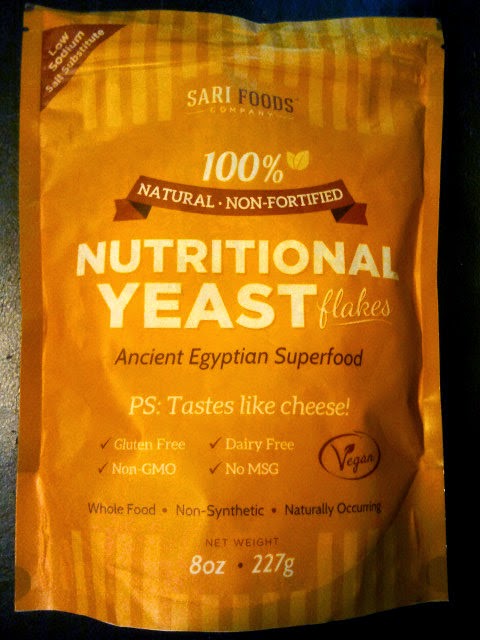 Low
Sodium
Salt Substitute
SARI FOODS
COMPANY
100%
NATURAL · NON-FORTIFIED
NUTRITIONAL
YEAST flakes
Ancient Egyptian Superfood
PS: Tastes like cheese!
✓ Gluten Free ✓ Dairy Free
✓ Non-GMO ✓ No MSG
Vegan
Whole Food • Non-Synthetic • Naturally Occurring
NET WEIGHT
8oz • 227g